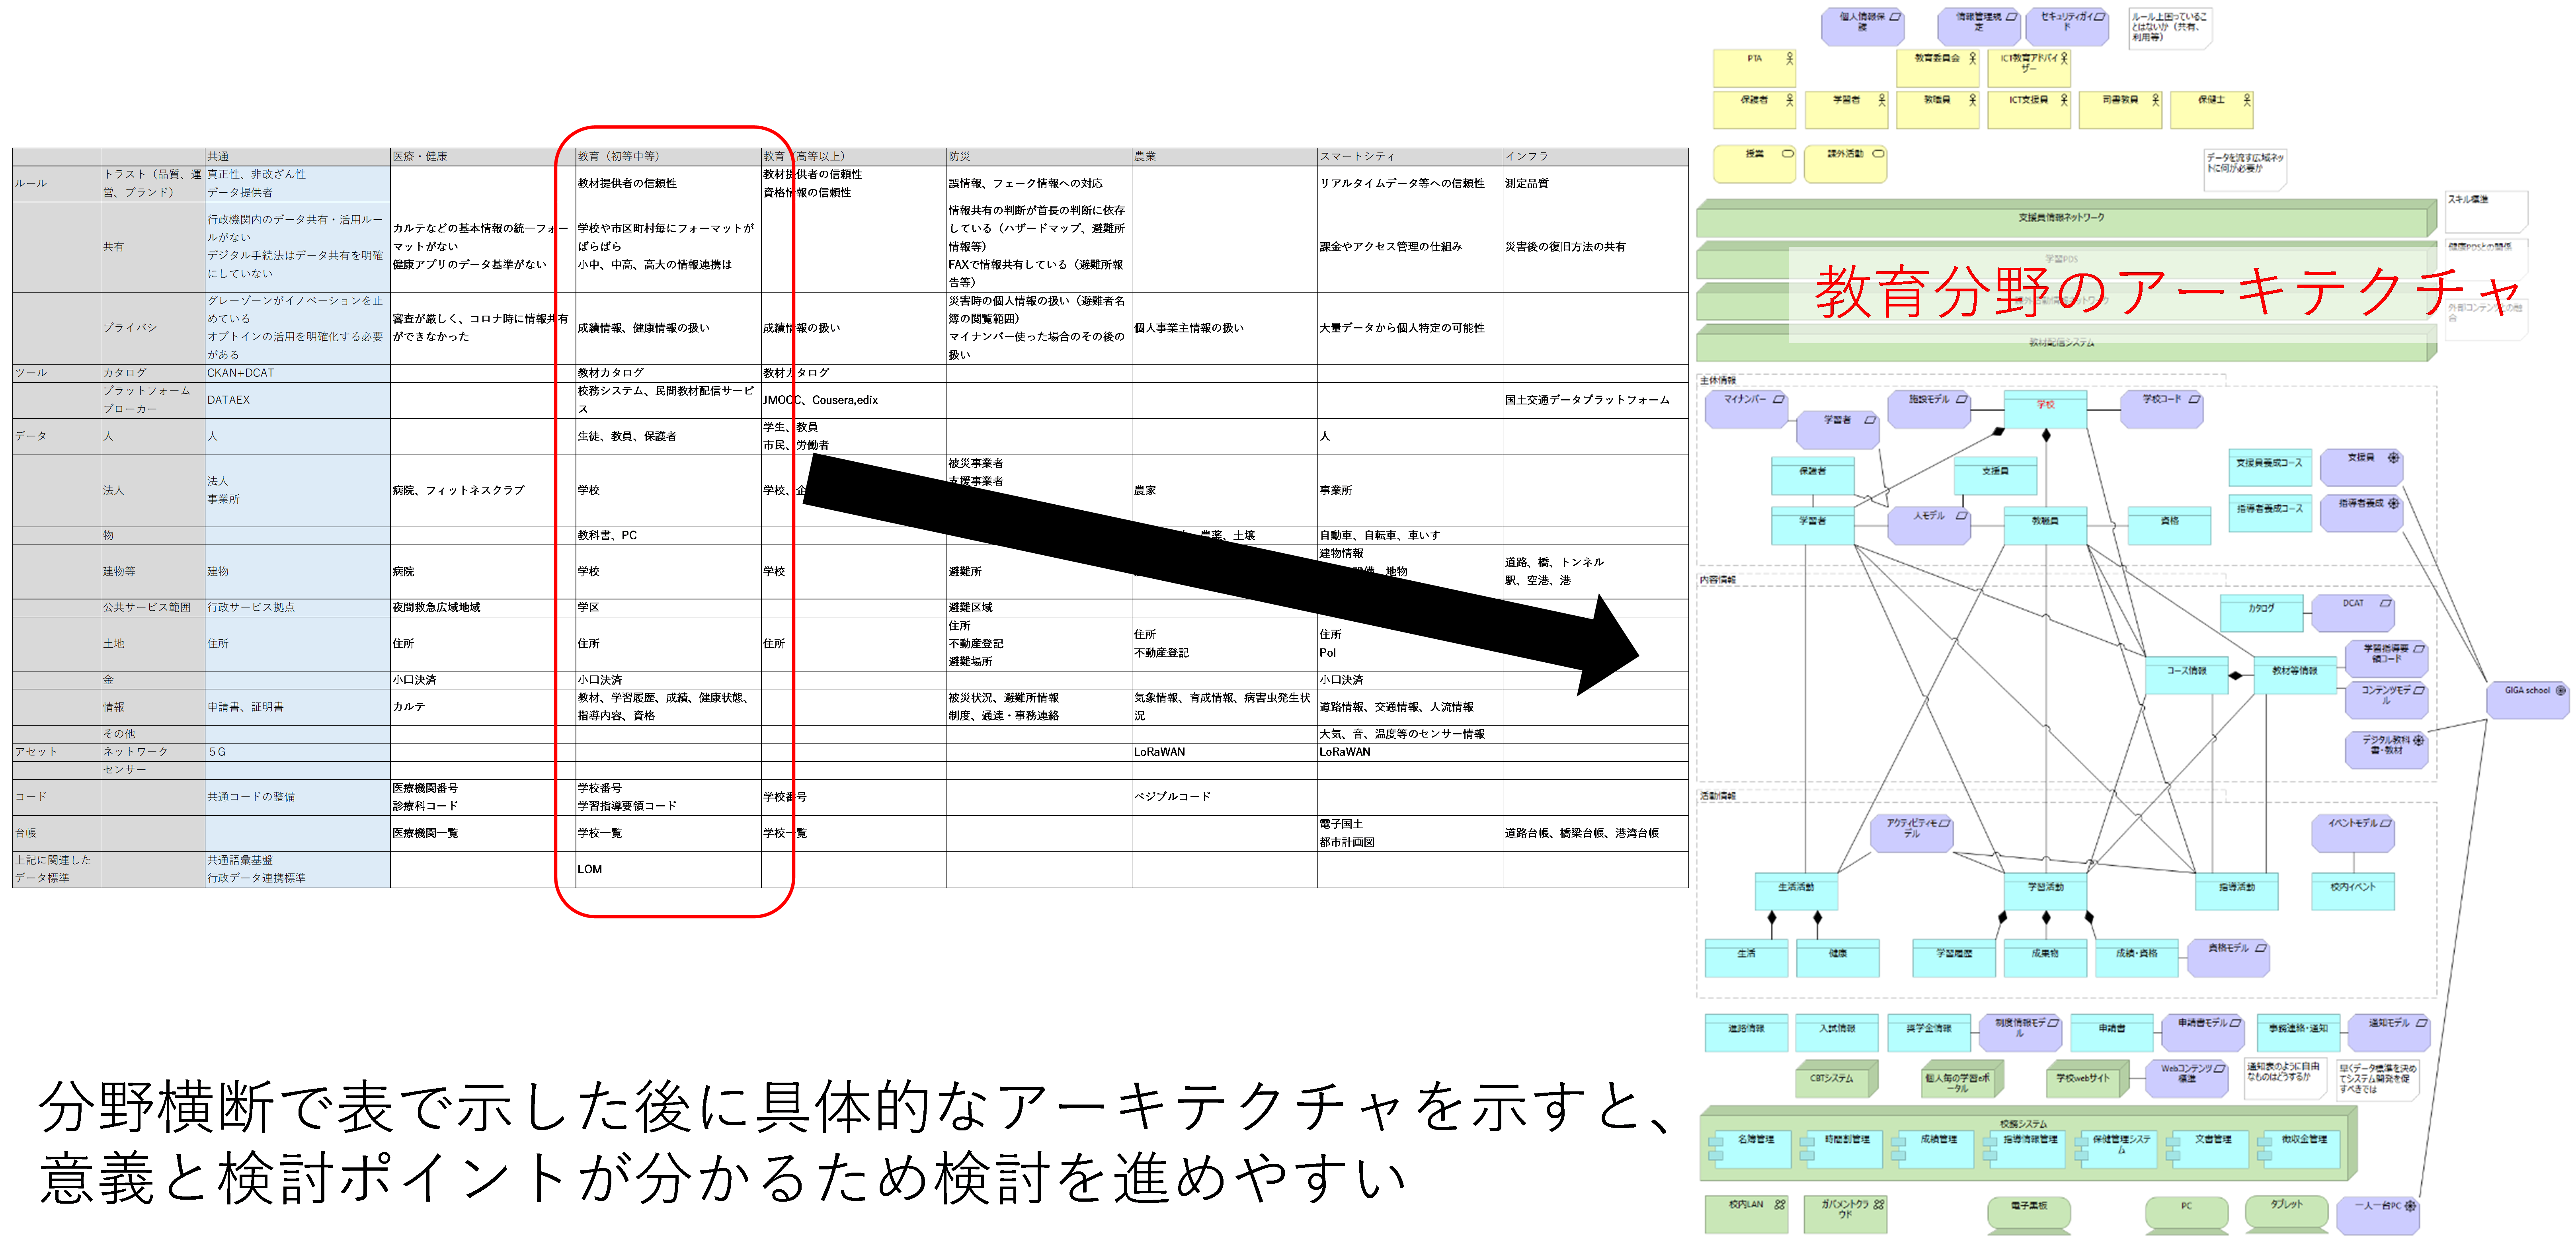 共通
医療・健康
教育（初等中等）
教育（高等以上）
防災
農業
スマートシティ
インフラ
ルール
トラスト（品質、運
営、ブランド）
真正性、非改ざん性
データ提供者
教材提供者の信頼性
教材提供者の信頼性
資格情報の信頼性
誤情報、フェーク情報への対応
リアルタイムデータ等への信頼性
測定品質
共有
行政機関内のデータ共有・活用ルー
ルがない
デジタル手続法はデータ共有を明確
にしていない
カルテなどの基本情報の統一フォー
マットがない
健康アプリのデータ基準がない
学校や市区町村毎にフォーマットが
ばらばら
小中、中高、高大の情報連携は
情報共有の判断が首長の判断に依存
している（ハザードマップ、避難所
情報等）
FAXで情報共有している（避難所報
告等）
課金やアクセス管理の仕組み
災害後の復旧方法の共有
プライバシ
グレーゾーンがイノベーションを止
めている
オプトインの活用を明確化する必要
がある
審査が厳しく、コロナ時に情報共有
ができなかった
成績情報、健康情報の扱い
成績情報の扱い
災害時の個人情報の扱い（避難者名
簿の閲覧範囲）
マイナンバー使った場合のその後の
扱い
個人事業主情報の扱い
大量データから個人特定の可能性
ツール
カタログ
CKAN+DCAT
教材カタログ
教材カタログ
プラットフォーム
ブローカー
DATAEX
校務システム、民間教材配信サービ
ス
JMOOC、Cousera,edix
国土交通データプラットフォーム
データ
人
人
生徒、教員、保護者
学生、教員
市民、労働者
人
法人
法人
事業所
病院、フィットネスクラブ
学校
学校、
被災事業者
支援事業者
農家
事業所
物
教科書、PC
農薬、土壌
自動車、自転車、車いす
建物等
建物
病院
学校
学校
避難所
建物情報
地物
道路、橋、トンネル
駅、空港、港
公共サービス範囲
行政サービス拠点
夜間救急広域地域
学区
避難区域
土地
住所
住所
住所
住所
住所
不動産登記
避難場所
住所
不動産登記
住所
PoI
金
小口決済
小口決済
小口決済
情報
申請書、証明書
カルテ
教材、学習履歴、成績、健康状態、
指導内容、資格
被災状況、避難所情報
制度、通達・事務連絡
気象情報、育成情報、病害虫発生状
況
道路情報、交通情報、人流情報
その他
大気、音、温度等のセンサー情報
アセット
ネットワーク
５G
LoRaWAN
LoRaWAN
センサー
コード
共通コードの整備
医療機関番号
診療科コード
学校番号
学習指導要領コード
学校番号
ベジブルコード
台帳
医療機関一覧
学校一覧
学校一覧
電子国土
都市計画図
道路台帳、橋梁台帳、港湾台帳
上記に関連した
データ標準
共通語彙基盤
行政データ連携標準
LOM
分野横断で表で示した後に具体的なアーキテクチャを示すと、
意義と検討ポイントが分かるため検討を進めやすい
個人情報保
護
情報管理規
定
セキュリティガイ
ド
ルール上困っているこ
とはないか（共有、
利用等）
PTA
教育委員会
ICT教育アドバイ
ザー
保護者
学習者
教職員
ICT支援員
司書教員
保健士
授業
課外活動
データを流す広域ネッ
トに何が必要か
支援員情報ネットワーク
スキル標準
学習PDS
健康PDSとの関係
教育分野のアーキテクチャ
外部コンテンツとの融
合
教材配信システム
主体情報
マイナンバー
学習者
施設モデル
学校
学校コード
保護者
支援員
支援員養成コース
支援員
学習者
人モデル
教職員
資格
指導者養成コース
指導者養成
内容情報
カタログ
DCAT
コース情報
教材等情報
学習指導要
領コード
コンテンツモデ
ル
GIGA school
デジタル教科
書・教材
活動情報
アクティビティモ
デル
イベントモデル
生活活動
学習活動
指導活動
校内イベント
生活
健康
学習履歴
成果物
成績・資格
資格モデル
進路情報
入試情報
奨学金情報
制度情報モデ
ル
申請書
申請書モデル
事務連絡・通知
通知モデル
CBTシステム
個人毎の学習eポ
ータル
学校webサイト
Webコンテンツ
標準
通知表のように自由
なものはどうするか
早くデータ標準を決め
てシステム開発を促
すべきでは
校務システム
名簿管理
時間割管理
成績管理
指導情報管理
保健管理システ
ム
文書管理
徴収金管理
校内LAN
ガバメントクラ
ウド
電子黒板
PC
タブレット
一人一台PC